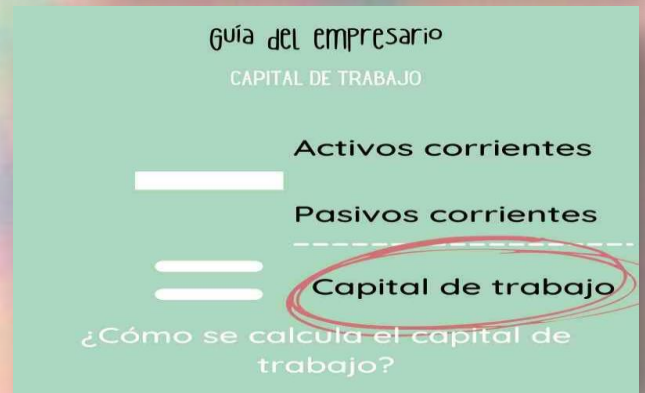 Guía del empresario
CAPITAL DE TRABAJO
Activos corrientes
Pasivos corrientes
Capital de trabajo
¿Cómo se calcula el capital de
trabajo?